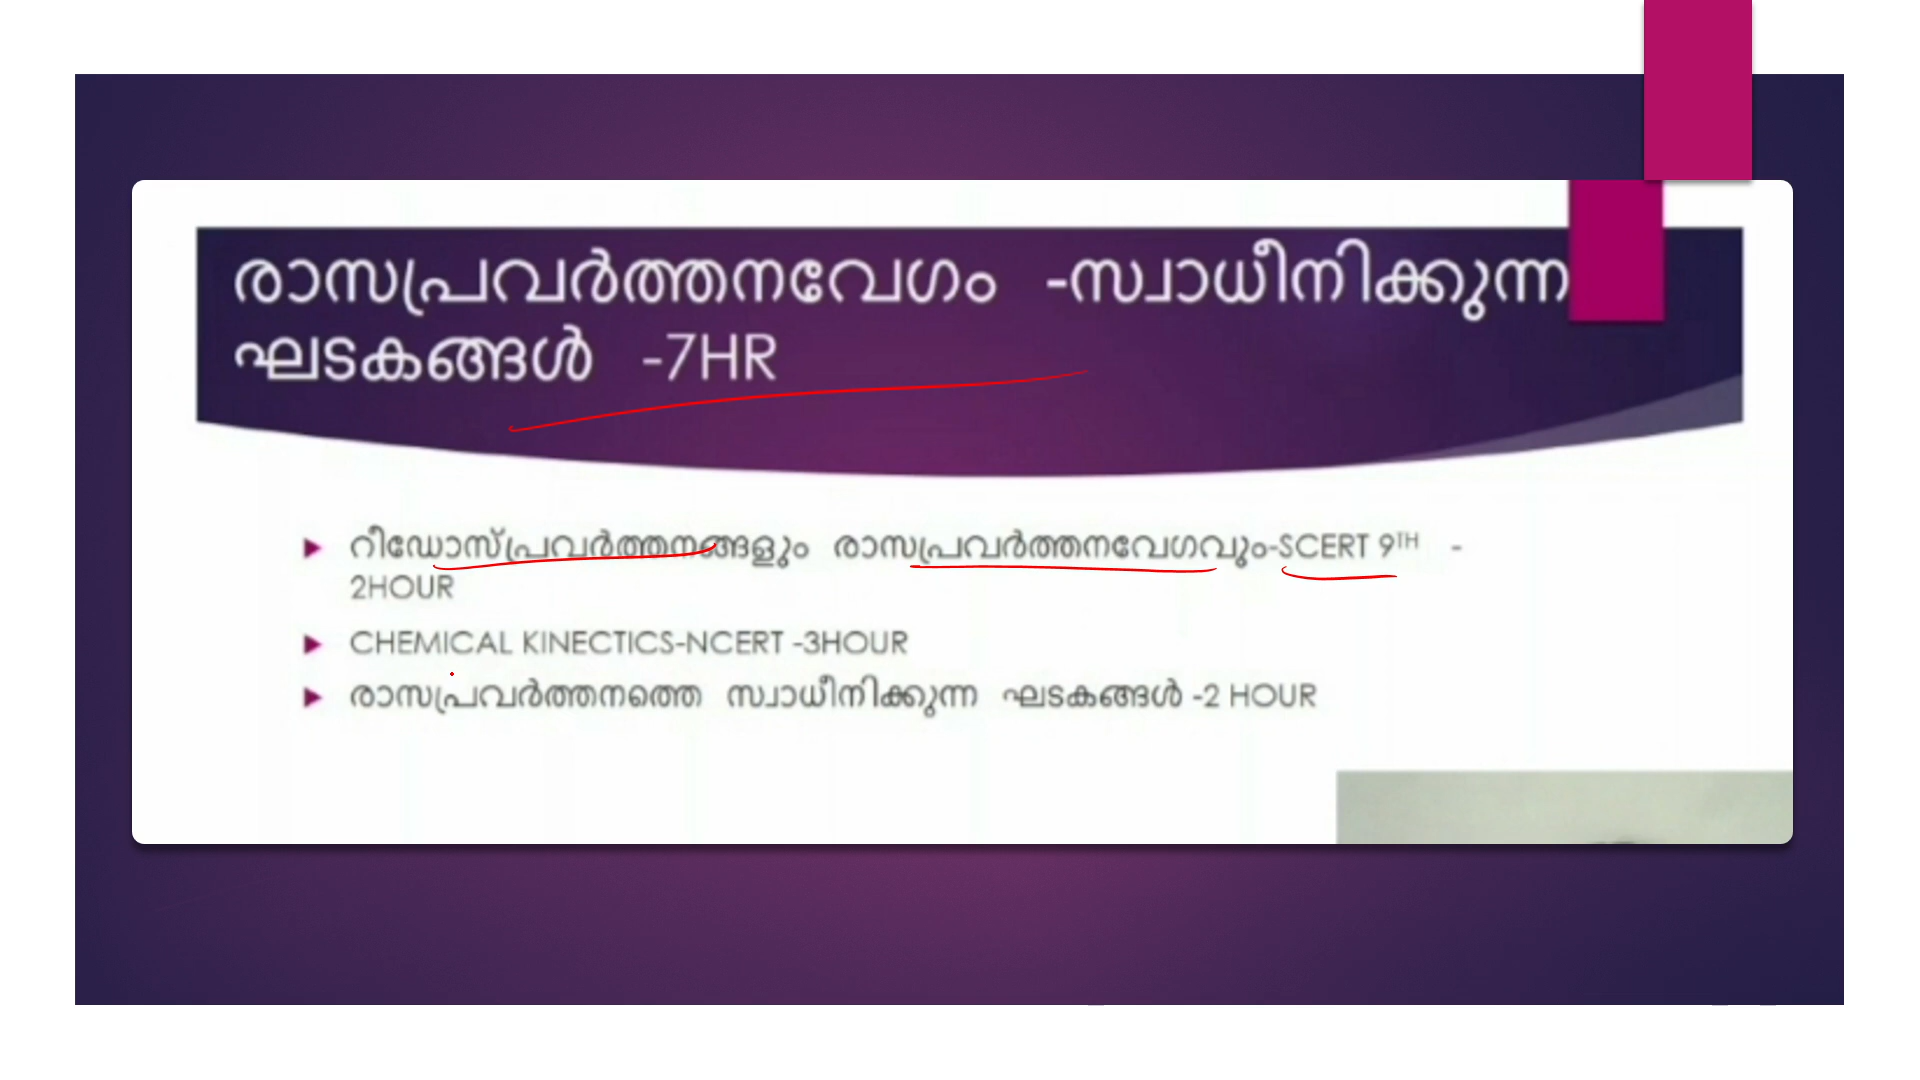 രാസപ്രവർത്തനവേഗം -സ്വാധീനിക്കുന്ന
ഘടകങ്ങൾ -7HR
റീഡോസ്പ്രവർത്തനങ്ങളും രാസപ്രവർത്തനവേഗവും-SCERT 9TH -
2HOUR
CHEMICAL KINECTICS-NCERT -3HOUR
രാസപ്രവർത്തനത്തെ സ്വാധീനിക്കുന്ന ഘടകങ്ങൾ -2 HOUR